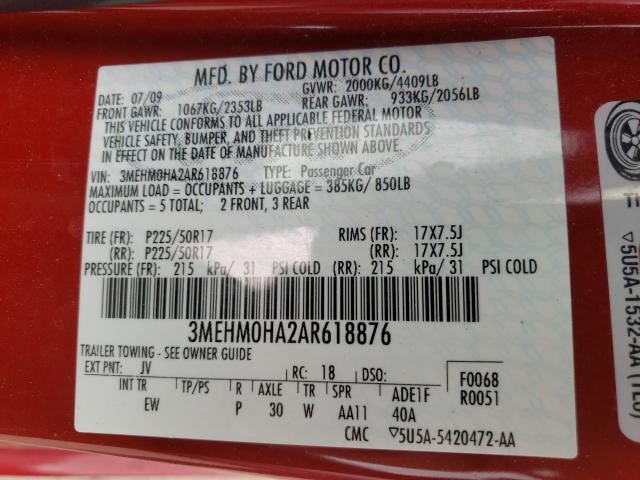 MFD. BY FORD MOTOR CO.
DATE: 07/09 GVWR: 2000KG/4409LB
FRONT GAWR: 1067KG/2353LB REAR GAWR: 933KG/2056LB
THIS VEHICLE CONFORMS TO ALL APPLICABLE FEDERAL MOTOR
VEHICLE SAFETY, BUMPER, AND THEFT PREVENTION STANDARDS
IN EFFECT ON THE DATE OF MANUFACTURE SHOWN ABOVE.
VIN: 3MEHM0HA2AR618876 TYPE: Passenger Car
MAXIMUM LOAD = OCCUPANTS + LUGGAGE = 385KG/ 850LB
OCCUPANTS = 5 TOTAL; 2 FRONT, 3 REAR
TIRE (FR): P225/50R17 RIMS (FR): 17X7.5J
(RR): P225/50R17 (RR): 17X7.5J
PRESSURE (FR): 215 kPa/ 31 PSI COLD (RR): 215 kPa/ 31 PSI COLD
3MEHM0HA2AR618876
TRAILER TOWING - SEE OWNER GUIDE
EXT PNT: JV RC: 18 DSO: F0068
INT TR TP/PS R AXLE TR SPR ADE1F R0051
EW P 30 W AA11 40A
CMC ▽5U5A-5420472-AA
▽5U5A-1532-AA